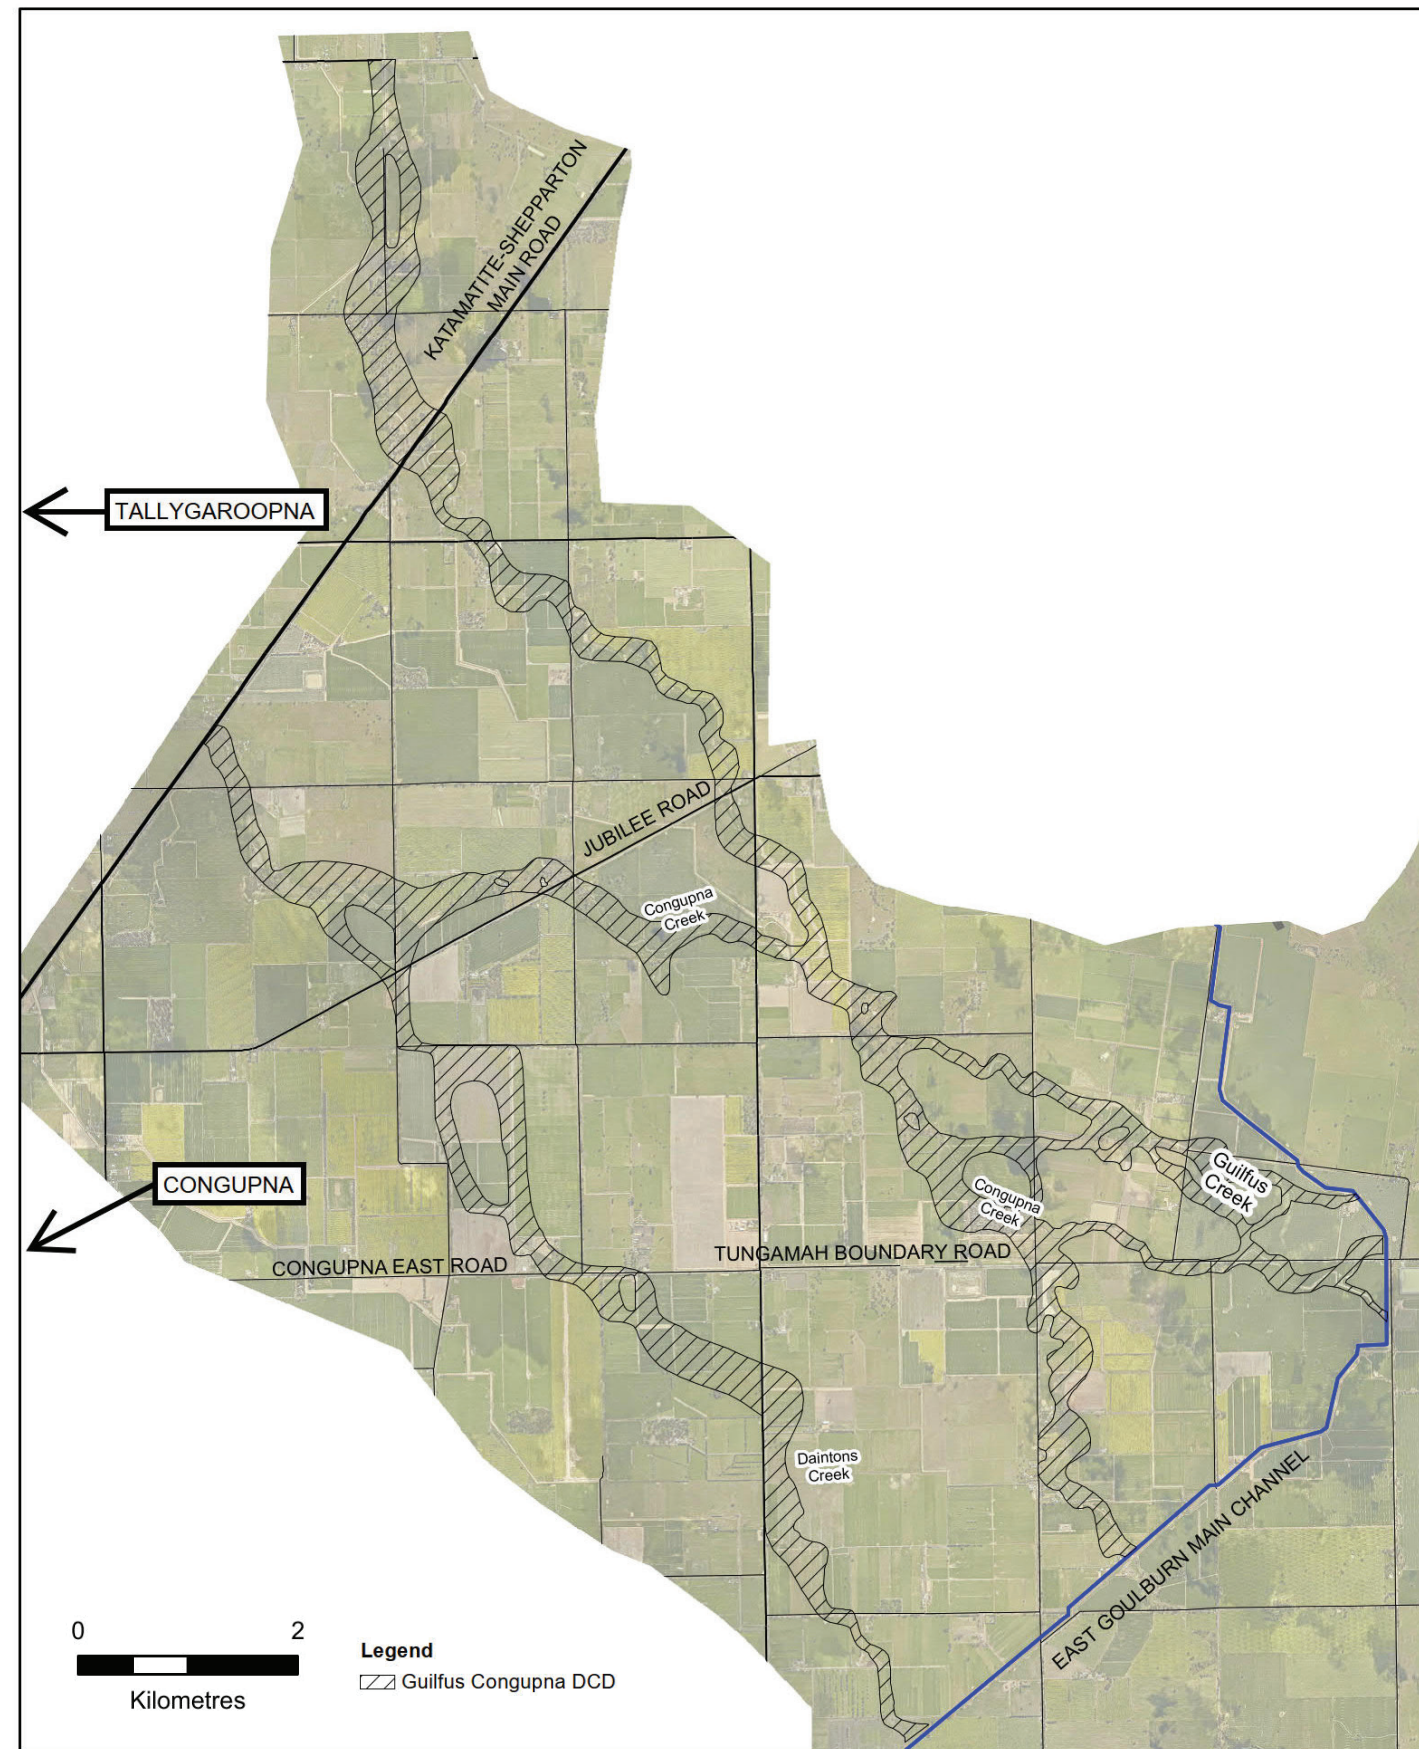 KATAMATITE-SHEPPARTON
MAIN ROAD
TALLYGAROOPNA
JUBILEE ROAD
Congupna
Creek
CONGUPNA
Guilfus
Creek
Congupna
Creek
TUNGAMAH BOUNDARY ROAD
CONGUPNA EAST ROAD
Daintons
Creek
EAST GOULBURN MAIN CHANNEL
0 2
Kilometres
Legend
Guilfus Congupna DCD